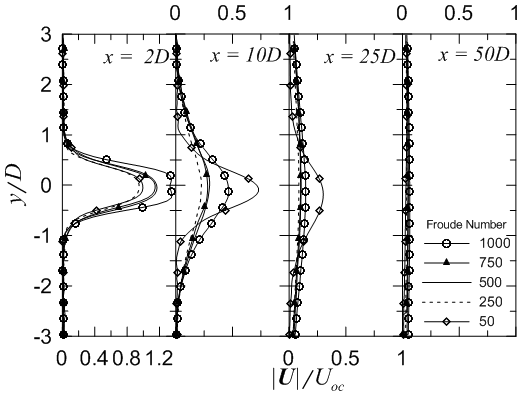 0 0.5 1 0 0.5 1
3
x = 2D x = 10D x = 25D x = 50D
2
1
0
-1
-2
-3
y/D
Froude Number
1000
750
500
250
50
0 0.4 0.8 1.2 0 0.5 1
|U|/Uoc